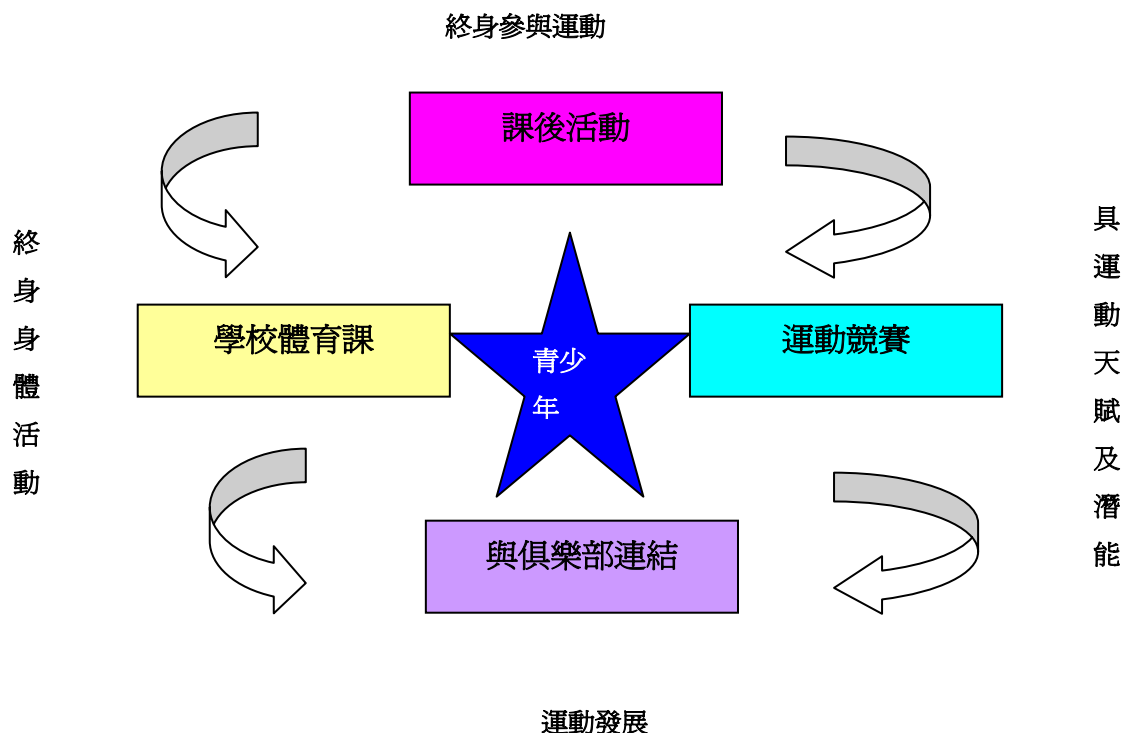 終身參與運動
課後活動
終身身體活動
具運動天賦及潛能
學校體育課
青少
年
運動競賽
與俱樂部連結
運動發展